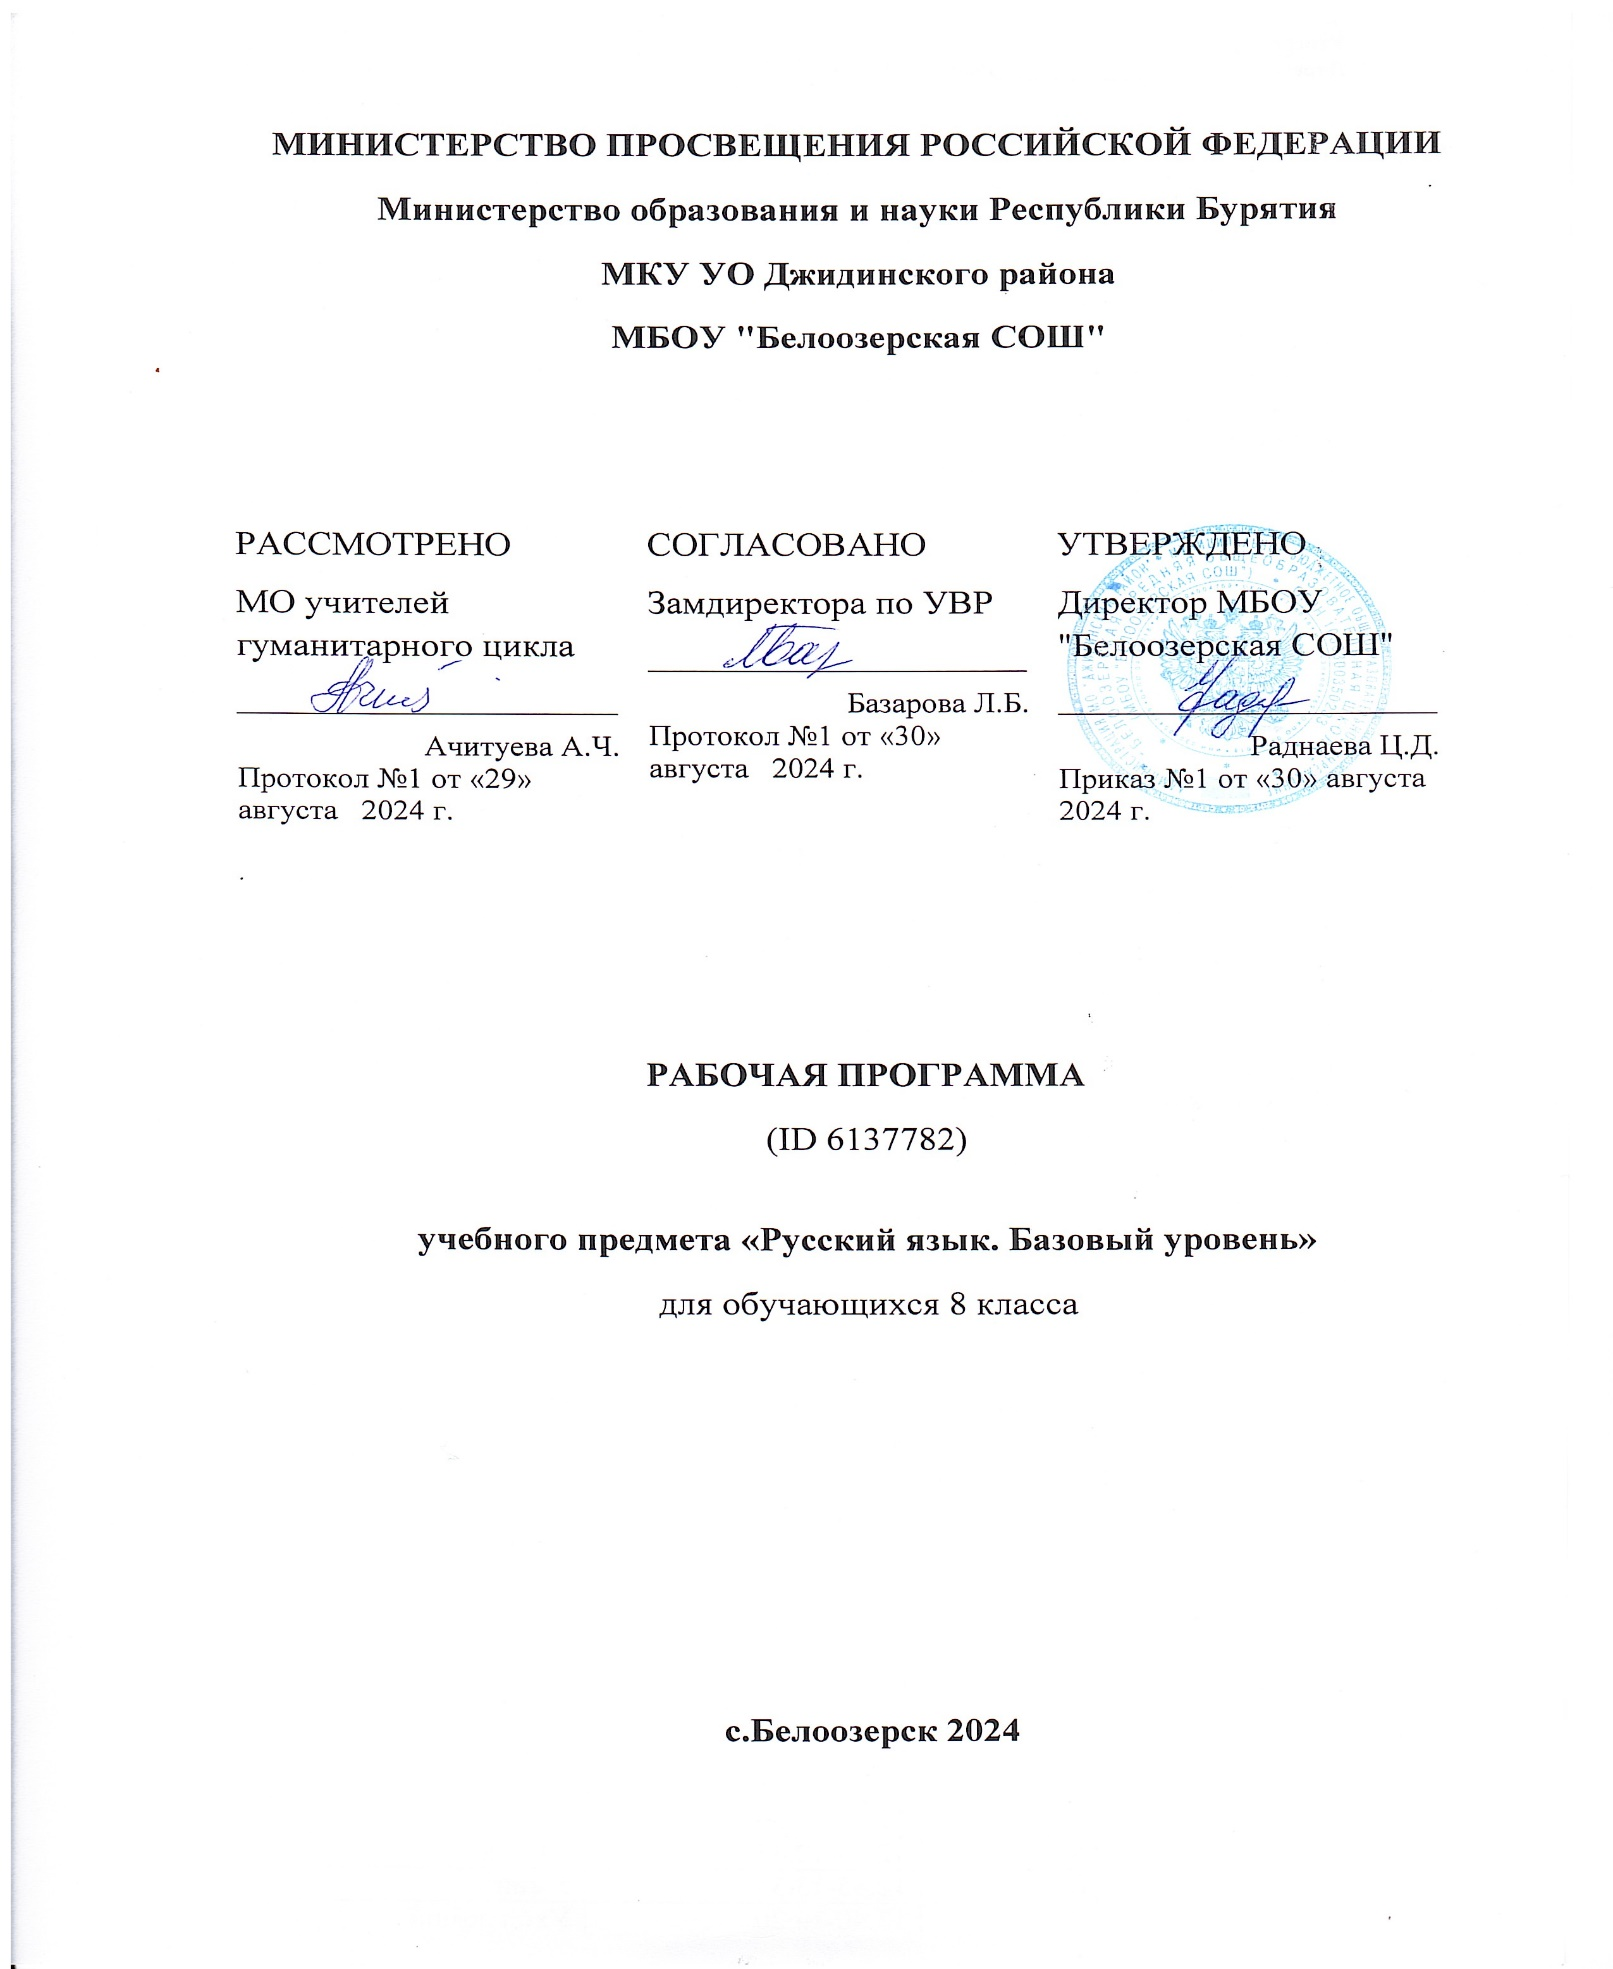 МИНИСТЕРСТВО ПРОСВЕЩЕНИЯ РОССИЙСКОЙ ФЕДЕРАЦИИ
Министерство образования и науки Республики Бурятия
МКУ УО Джидинского района
МБОУ "Белоозерская СОШ"
РАССМОТРЕНО
МО учителей
гуманитарного цикла
Ачитуева А.Ч.
Протокол №1 от «29»
августа 2024 г.
СОГЛАСОВАНО
Замдиректора по УВР
Базарова Л.Б.
Протокол №1 от «30»
августа 2024 г.
УТВЕРЖДЕНО
Директор МБОУ
"Белоозерская СОШ"
Раднаева Ц.Д.
Приказ №1 от «30» августа
2024 г.
РАБОЧАЯ ПРОГРАММА
(ID 6137782)
учебного предмета «Русский язык. Базовый уровень»
для обучающихся 8 класса
с.Белоозерск 2024